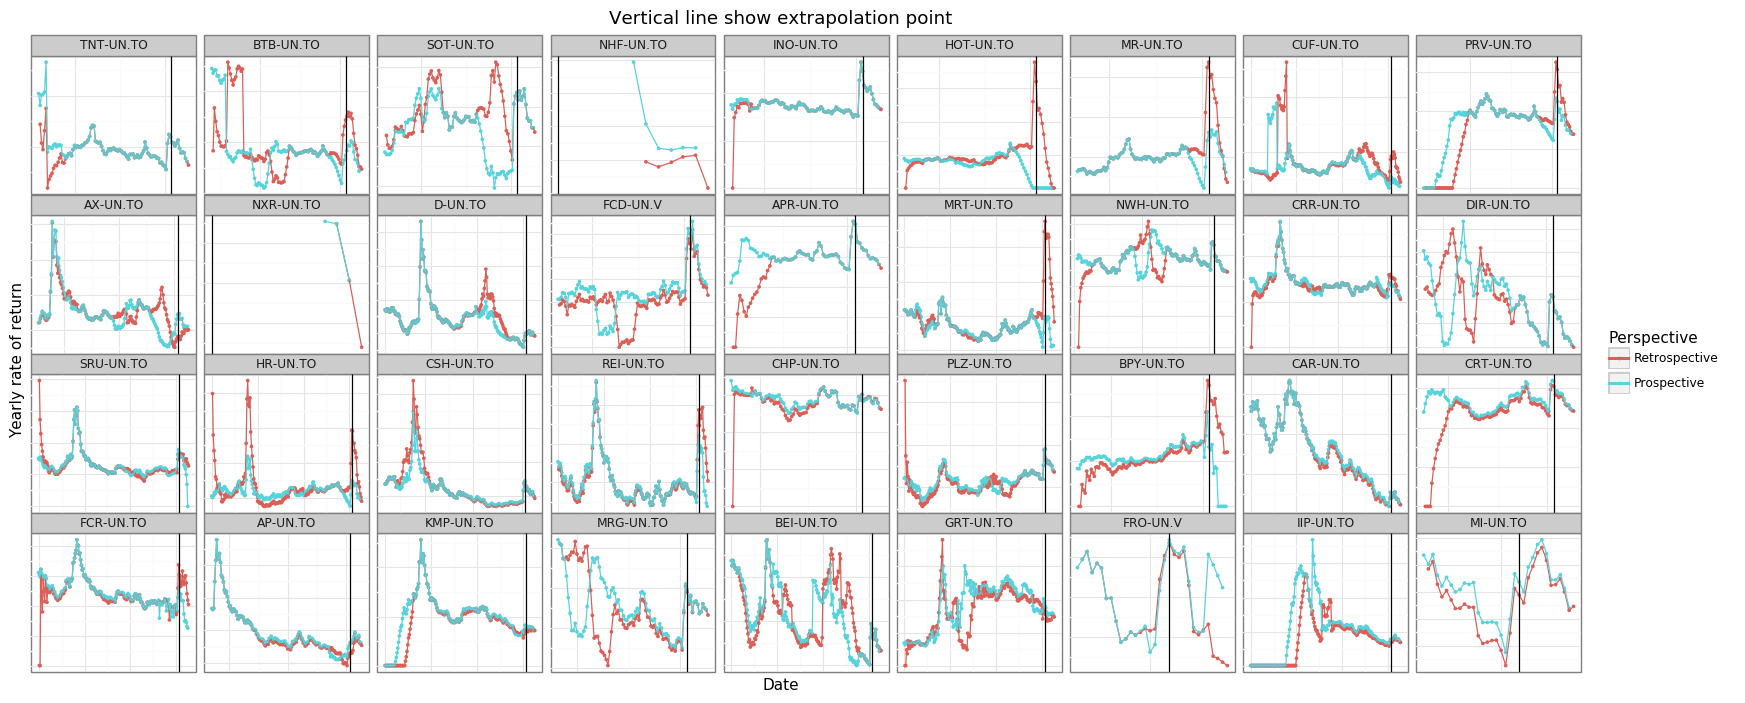 Vertical line show extrapolation point
TNT-UN.TO BTB-UN.TO SOT-UN.TO NHF-UN.TO INO-UN.TO HOT-UN.TO MR-UN.TO CUF-UN.TO PRV-UN.TO
AX-UN.TO NXR-UN.TO D-UN.TO FCD-UN.V APR-UN.TO MRT-UN.TO NWH-UN.TO CRR-UN.TO DIR-UN.TO
SRU-UN.TO HR-UN.TO CSH-UN.TO REI-UN.TO CHP-UN.TO PLZ-UN.TO BPY-UN.TO CAR-UN.TO CRT-UN.TO
FCR-UN.TO AP-UN.TO KMP-UN.TO MRG-UN.TO BEI-UN.TO GRT-UN.TO FRO-UN.V IIP-UN.TO MI-UN.TO
Yearly rate of return
Date
Perspective
Retrospective
Prospective